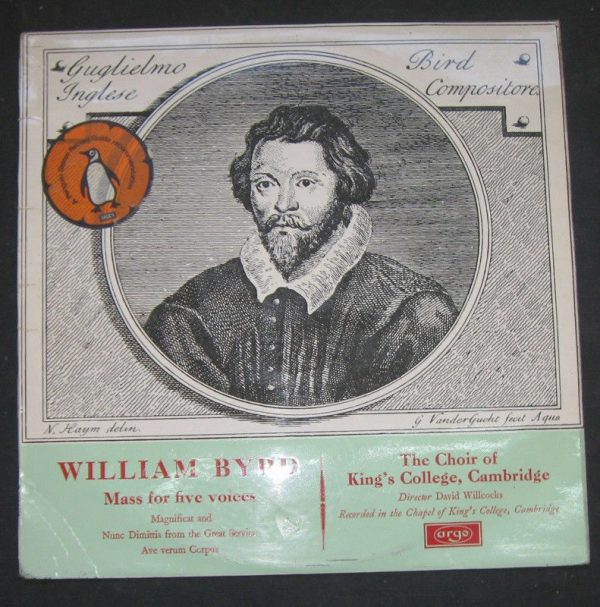 Guglielmo Bird
Inglese Compositore
N. Haym delin.
G. VanderGucht fecit Aqua
WILLIAM BYRD
Mass for five voices
Magnificat and
Nunc Dimittis from the Great Service
Ave verum Corpus
The Choir of
King's College, Cambridge
Director David Willcocks
Recorded in the Chapel of King's College, Cambridge
argo